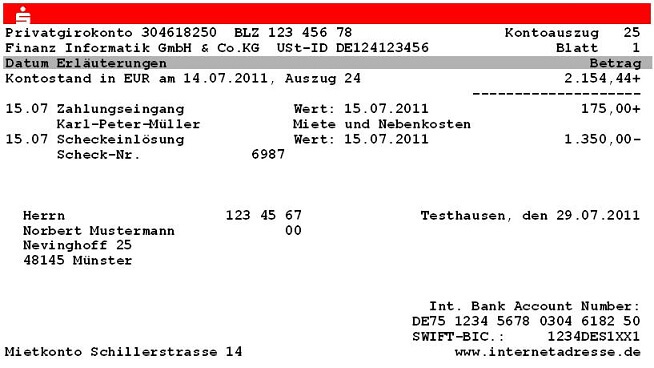 Privatgirokonto 304618250 BLZ 123 456 78 Kontoauszug 25
Finanz Informatik GmbH & Co.KG USt-ID DE124123456 Blatt 1
Datum Erläuterungen Betrag
Kontostand in EUR am 14.07.2011, Auszug 24 2.154,44+
--------------------
15.07 Zahlungseingang Wert: 15.07.2011 175,00+
Karl-Peter-Müller Miete und Nebenkosten
15.07 Scheckeinlösung Wert: 15.07.2011 1.350,00-
Scheck-Nr. 6987
Herrn 123 45 67 Testhausen, den 29.07.2011
Norbert Mustermann 00
Nevinghoff 25
48145 Münster
Int. Bank Account Number:
DE75 1234 5678 0304 6182 50
SWIFT-BIC.: 1234DES1XX1
Mietkonto Schillerstrasse 14 www.internetadresse.de